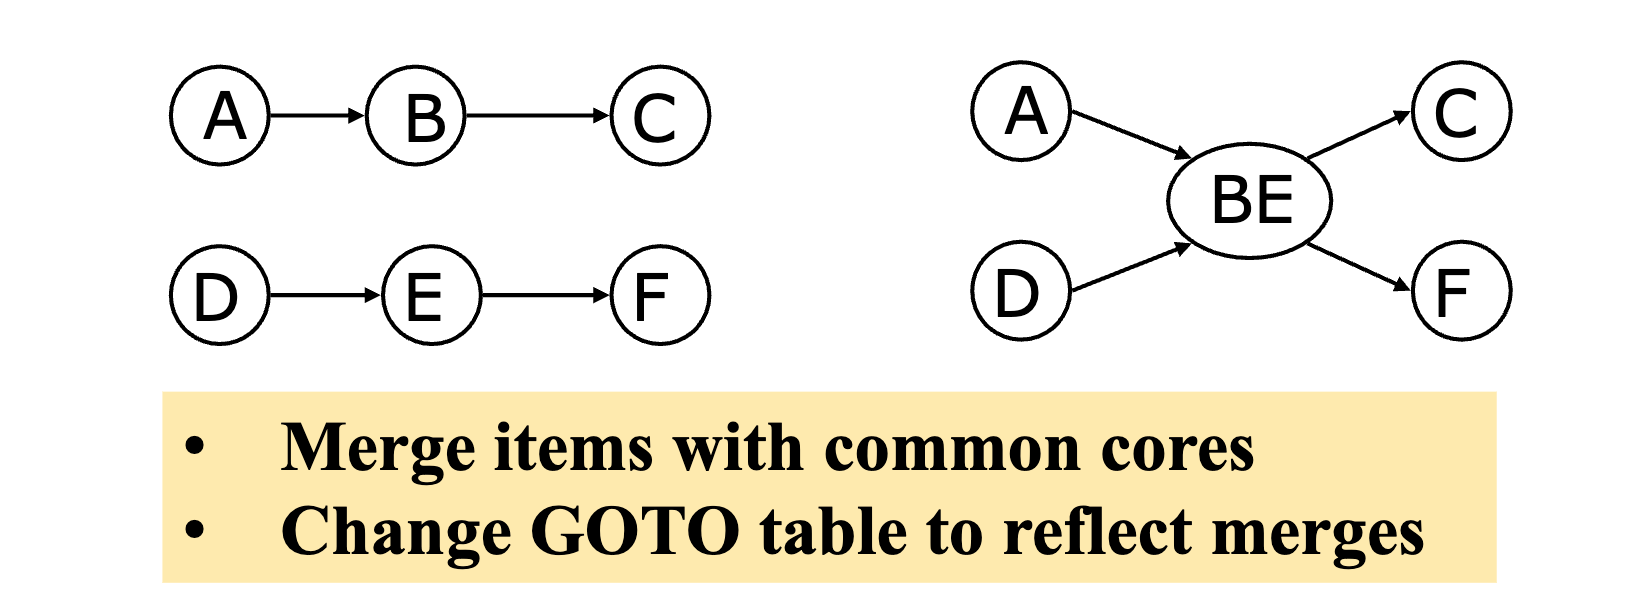 A B C
D E F
A C
BE
D F
• Merge items with common cores
• Change GOTO table to reflect merges